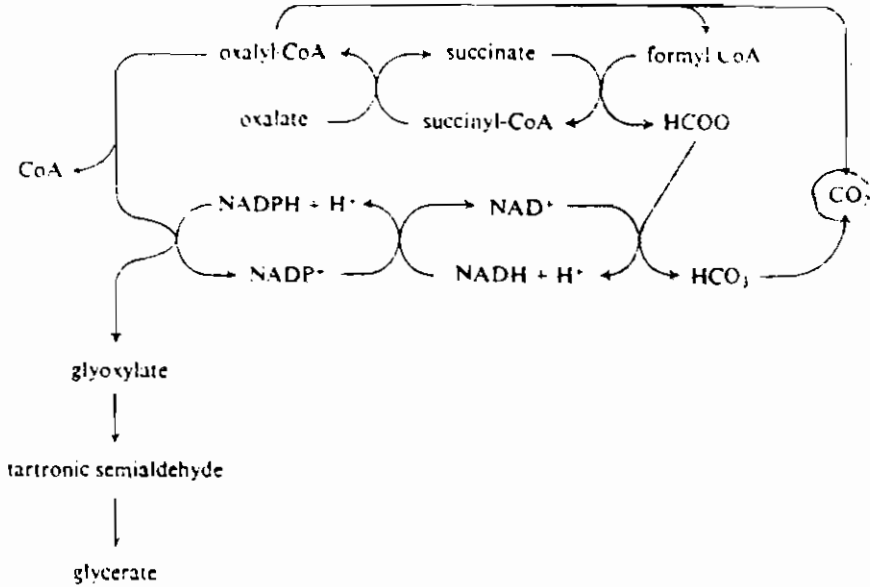 oxalyl-CoA succinate formyl CoA
oxalate succinyl-CoA HCOO
CoA
NADPH + H⁺ NAD⁺ CO₂
NADP⁺ NADH + H⁺ HCO₃
glyoxylate
tartronic semialdehyde
glycerate